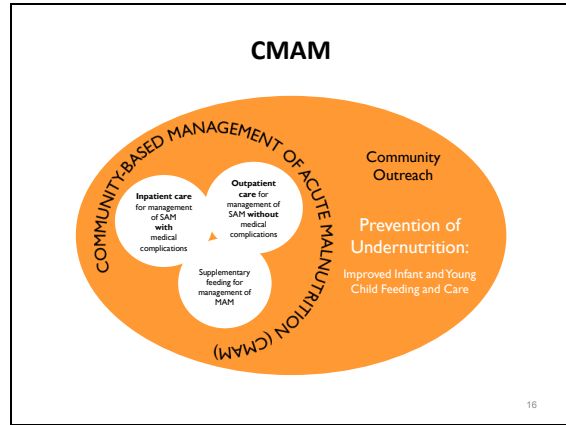 CMAM
COMMUNITY-BASED MANAGEMENT OF ACUTE MALNUTRITION (CMAM)
Inpatient care
for management
of SAM
with
medical
complications
Outpatient
care for
management of
SAM without
medical
complications
Supplementary
feeding for
management of
MAM
Community
Outreach
Prevention of
Undernutrition:
Improved Infant and Young
Child Feeding and Care
16